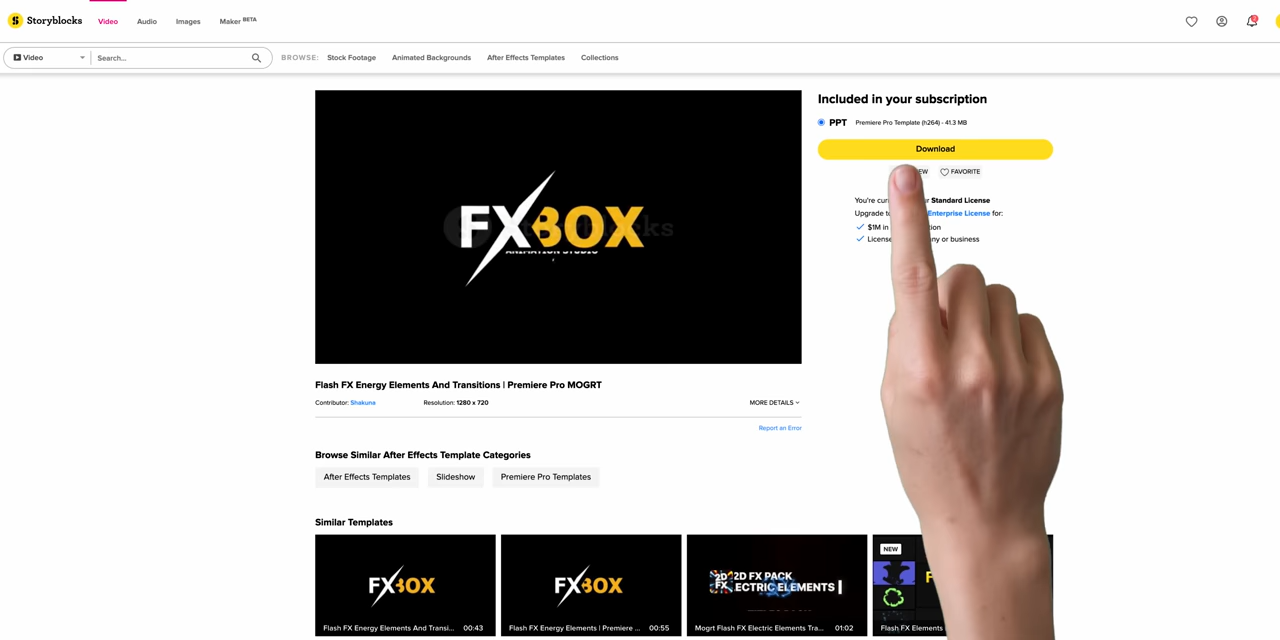 Storyblocks
Video
Audio
Images
Maker BETA
Video
Search...
BROWSE:
Stock Footage
Animated Backgrounds
After Effects Templates
Collections
FXBOX
ANIMATION STUDIO
Included in your subscription
PPT Premiere Pro Template (h264) - 41.3 MB
Download
FAVORITE
You're Standard License
Upgrade to Enterprise License for:
$1M in
License or business
Flash FX Energy Elements And Transitions | Premiere Pro MOGRT
Contributor: Shakuna
Resolution: 1280 x 720
MORE DETAILS
Report an Error
Browse Similar After Effects Template Categories
After Effects Templates
Slideshow
Premiere Pro Templates
Similar Templates
FXBOX
Flash FX Energy Elements And Transi... 00:43
FXBOX
Flash FX Energy Elements | Premiere ... 00:55
2D FX PACK
ELECTRIC ELEMENTS
Mogrt Flash FX Electric Elements Tra... 01:02
NEW
Flash FX Elements